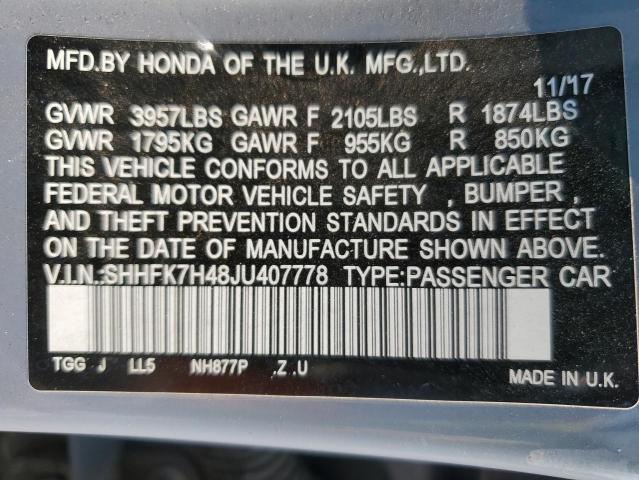 MFD.BY HONDA OF THE U.K. MFG.,LTD.
11/17
GVWR 3957LBS GAWR F 2105LBS R 1874LBS
GVWR 1795KG GAWR F 955KG R 850KG
THIS VEHICLE CONFORMS TO ALL APPLICABLE
FEDERAL MOTOR VEHICLE SAFETY , BUMPER ,
AND THEFT PREVENTION STANDARDS IN EFFECT
ON THE DATE OF MANUFACTURE SHOWN ABOVE.
V.I.N.:SHHFK7H48JU407778 TYPE:PASSENGER CAR
TGG J LL5 NH877P .Z .U
MADE IN U.K.